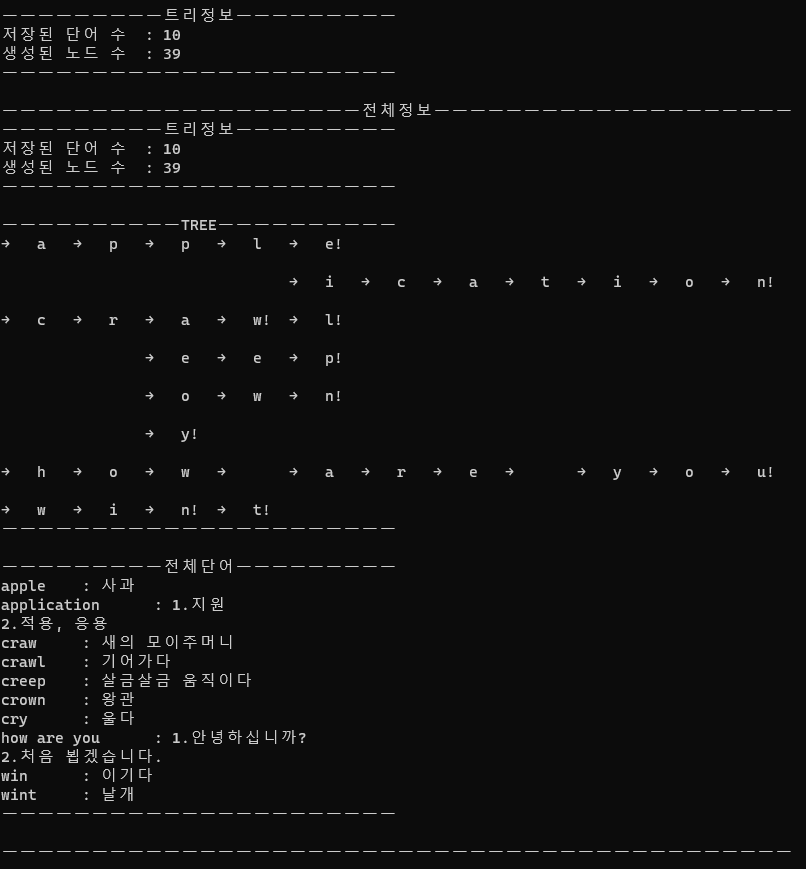 ─────────트리정보─────────
저장된 단어 수  : 10
생성된 노드 수  : 39
──────────────────────
────────────────────전체정보────────────────────
─────────트리정보─────────
저장된 단어 수  : 10
생성된 노드 수  : 39
──────────────────────
──────────TREE──────────
→   a   →   p   →   p   →   l   →   e!
→   i   →   c   →   a   →   t   →   i   →   o   →   n!
→   c   →   r   →   a   →   w!  →   l!
→   e   →   e   →   p!
→   o   →   w   →   n!
→   y!
→   h   →   o   →   w   →       →   a   →   r   →   e   →       →   y   →   o   →   u!
→   w   →   i   →   n!  →   t!
──────────────────────
─────────전체단어─────────
apple    : 사과
application      : 1.지원
2.적용, 응용
craw     : 새의 모이주머니
crawl    : 기어가다
creep    : 살금살금 움직이다
crown    : 왕관
cry      : 울다
how are you      : 1.안녕하십니까?
2.처음 뵙겠습니다.
win      : 이기다
wint     : 날개
──────────────────────
────────────────────────────────────────────